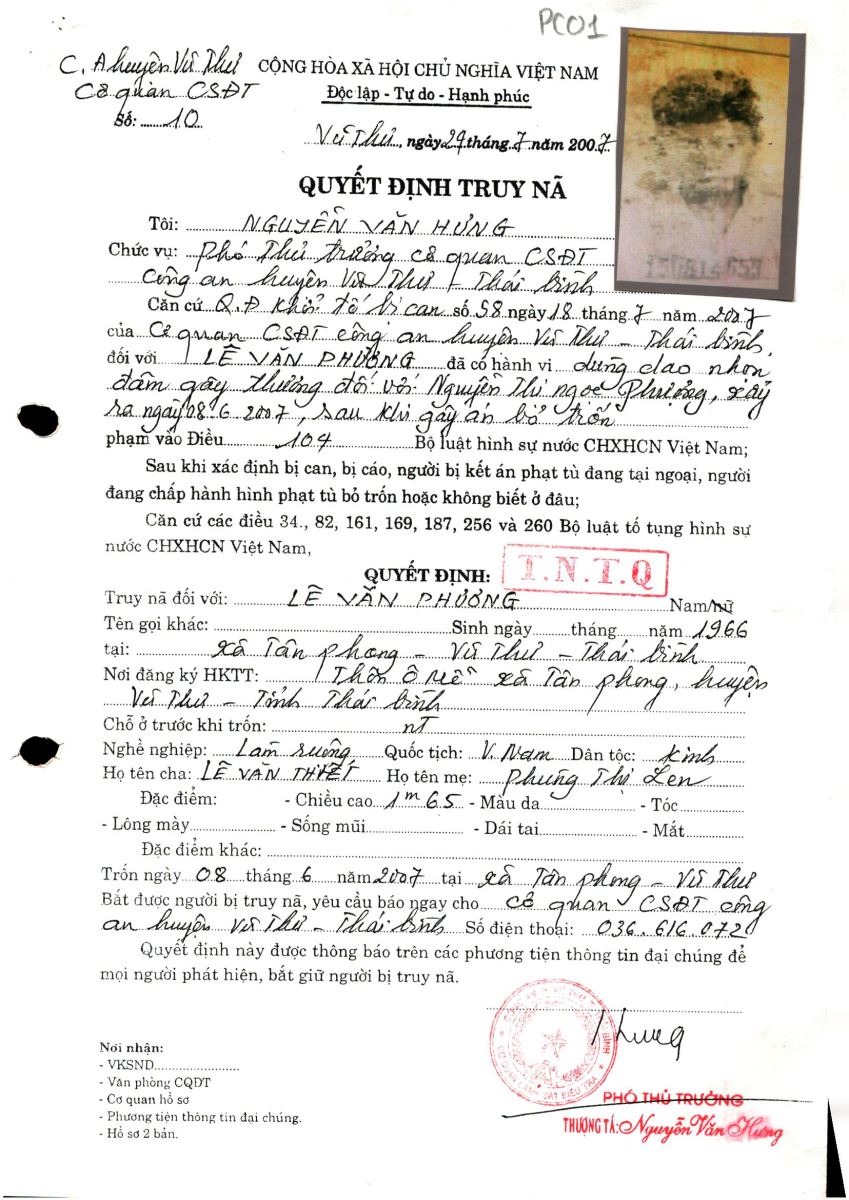 PC01
C. A huyện Vũ Thư
Cơ quan CSĐT
Số: 10
CỘNG HÒA XÃ HỘI CHỦ NGHĨA VIỆT NAM
Độc lập - Tự do - Hạnh phúc
Vũ Thư, ngày 29 tháng 7 năm 2007
QUYẾT ĐỊNH TRUY NÃ
Tôi: NGUYỄN VĂN HƯNG
Chức vụ: Phó Thủ trưởng cơ quan CSĐT
Công an huyện Vũ Thư - Thái bình
Căn cứ Q.Đ Khởi tố bị can số 58 ngày 18 tháng 7 năm 2007
của Cơ quan CSĐT công an huyện Vũ Thư - Thái bình,
đối với LÊ VĂN PHƯƠNG đã có hành vi dùng dao nhọn
đâm gây thương đối với Nguyễn Thị ngọc Phượng, xảy
ra ngày 08.6.2007, sau khi gây án bỏ trốn
phạm vào Điều 104 Bộ luật hình sự nước CHXHCN Việt Nam;
Sau khi xác định bị can, bị cáo, người bị kết án phạt tù đang tại ngoại, người
đang chấp hành hình phạt tù bỏ trốn hoặc không biết ở đâu;
Căn cứ các điều 34., 82, 161, 169, 187, 256 và 260 Bộ luật tố tụng hình sự
nước CHXHCN Việt Nam,
QUYẾT ĐỊNH:
T.N.T.Q
Truy nã đối với: LÊ VĂN PHƯƠNG Nam/nữ
Tên gọi khác: Sinh ngày tháng năm 1966
tại: xã Tân phong - Vũ Thư - Thái bình
Nơi đăng ký HKTT: Thôn Ô xã Tân phong, huyện
Vũ Thư - Tỉnh Thái bình
Chỗ ở trước khi trốn: nT
Nghề nghiệp: Làm ruộng Quốc tịch: V. Nam Dân tộc: Kinh
Họ tên cha: LÊ VĂN THIẾT Họ tên mẹ: Phùng Thị Len
Đặc điểm: - Chiều cao 1m65 - Màu da - Tóc
- Lông mày - Sống mũi - Dái tai - Mắt
Đặc điểm khác:
Trốn ngày 08 tháng 6 năm 2007 tại xã Tân phong - Vũ Thư
Bắt được người bị truy nã, yêu cầu báo ngay cho cơ quan CSĐT công
an huyện Vũ Thư - Thái bình Số điện thoại: 036.616.072
Quyết định này được thông báo trên các phương tiện thông tin đại chúng để
mọi người phát hiện, bắt giữ người bị truy nã.
Nơi nhận:
- VKSND
- Văn phòng CQĐT
- Cơ quan hồ sơ
- Phương tiện thông tin đại chúng.
- Hồ sơ 2 bản.
PHÓ THỦ TRƯỞNG
THƯỢNG TÁ: Nguyễn Văn Hưng